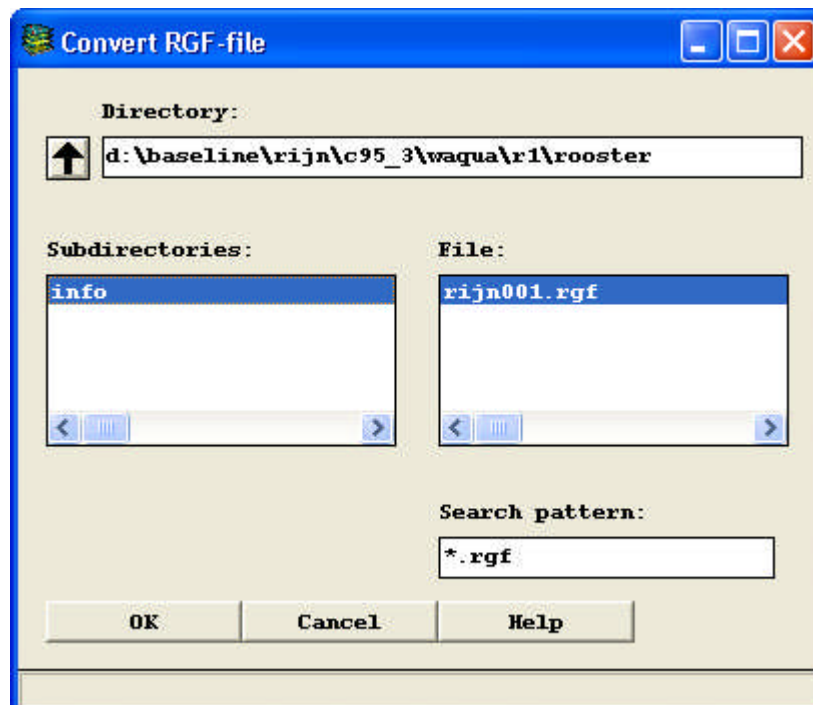 Convert RGF-file
Directory:
d:\baseline\rijn\c95_3\waqua\r1\rooster
Subdirectories:
File:
info
rijn001.rgf
Search pattern:
*.rgf
OK
Cancel
Help